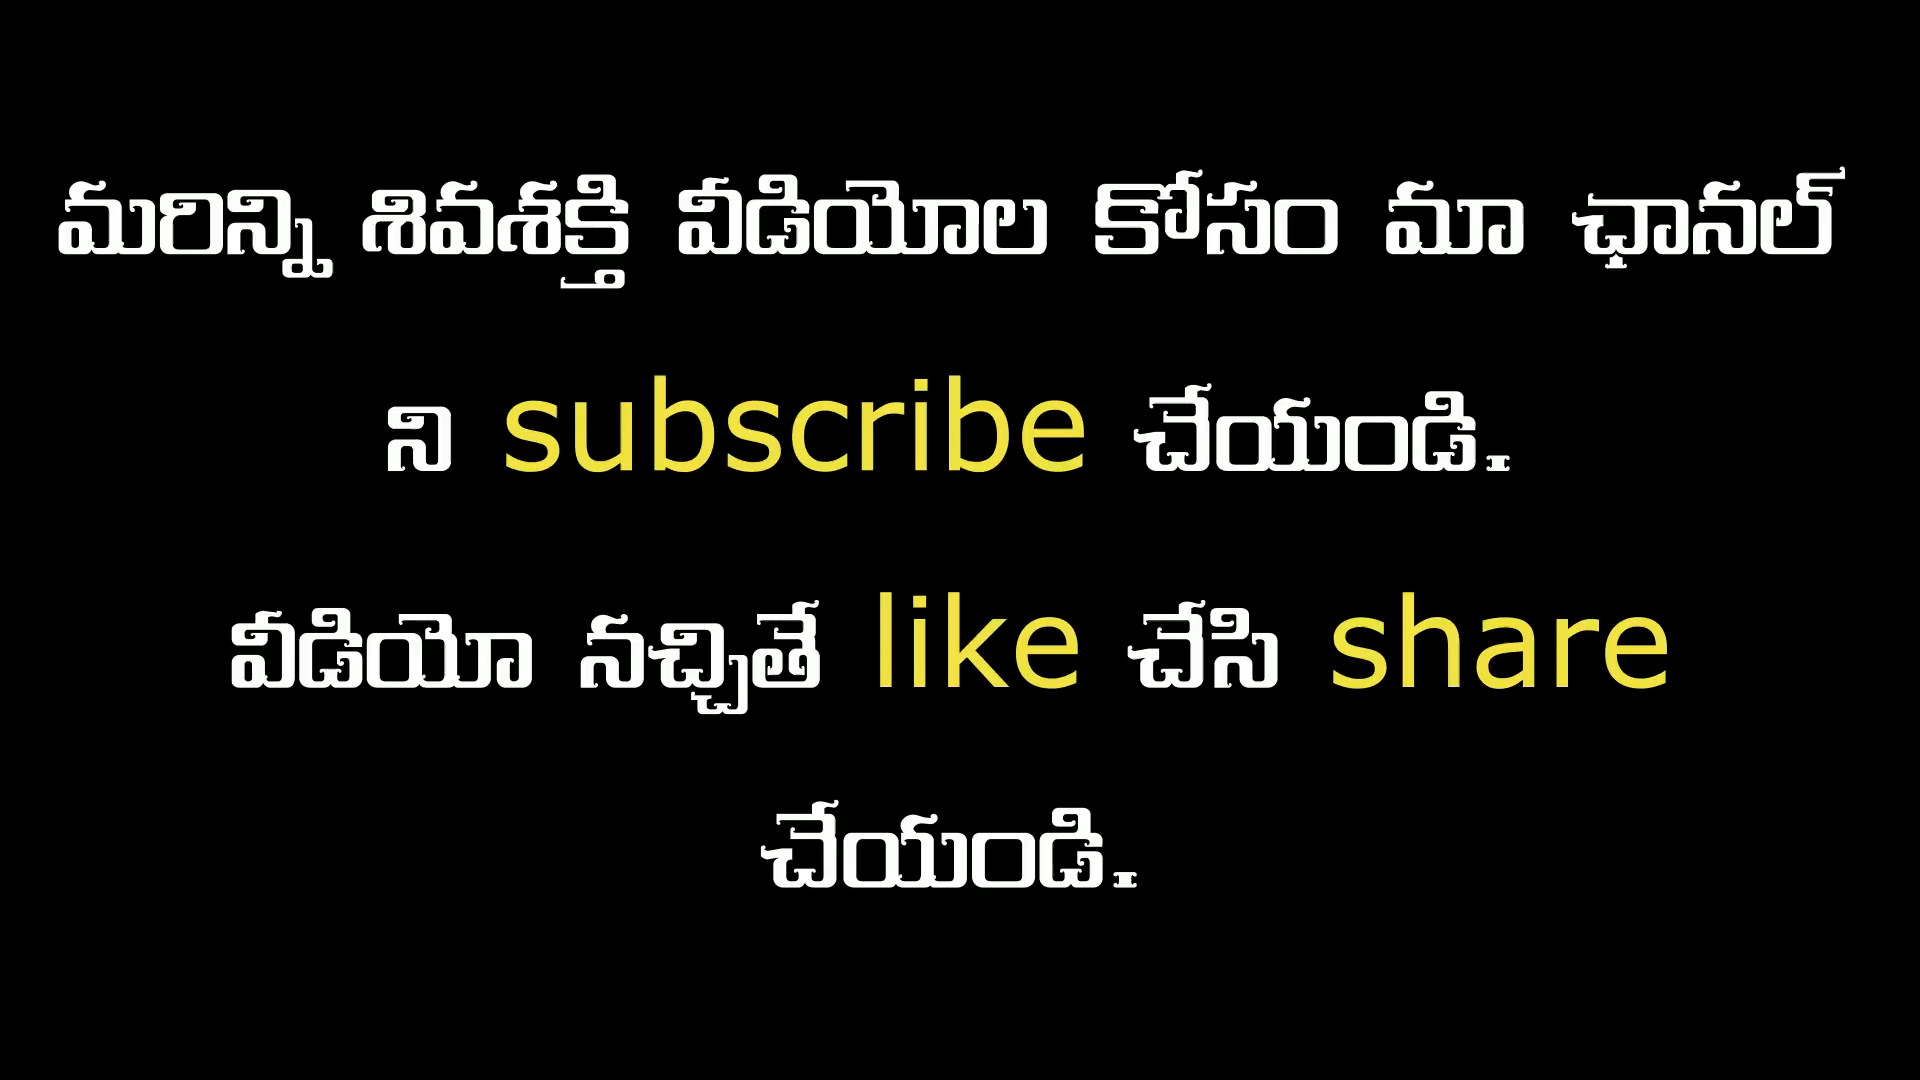 మరిన్ని శివశక్తి వీడియోల కోసం మా ఛానల్
ని subscribe చేయండి.
వీడియో నచ్చితే like చేసి share
చేయండి.